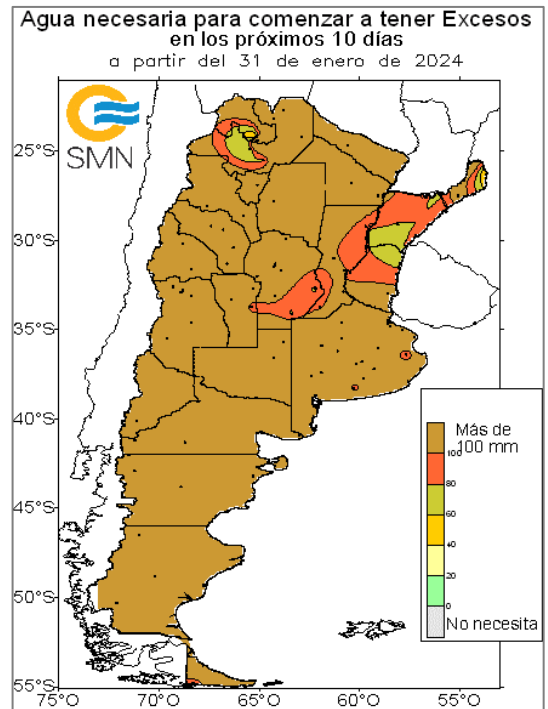 Agua necesaria para comenzar a tener Excesos
en los próximos 10 días
a partir del 31 de enero de 2024
SMN
25°S
30°S
35°S
40°S
45°S
50°S
55°S
75°O
70°O
65°O
60°O
55°O
Más de
100 mm
100
80
60
40
20
0
No necesita